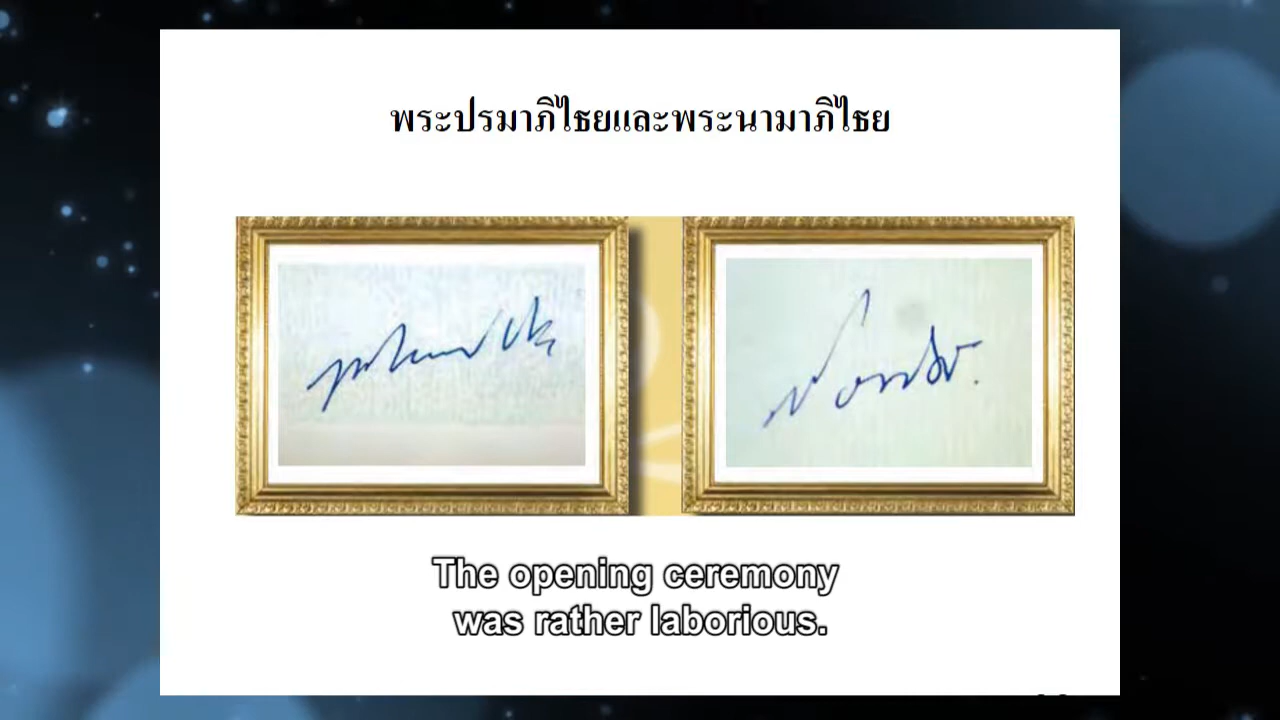 พระปรมาภิไธยและพระนามาภิไธย
The opening ceremony
was rather laborious.